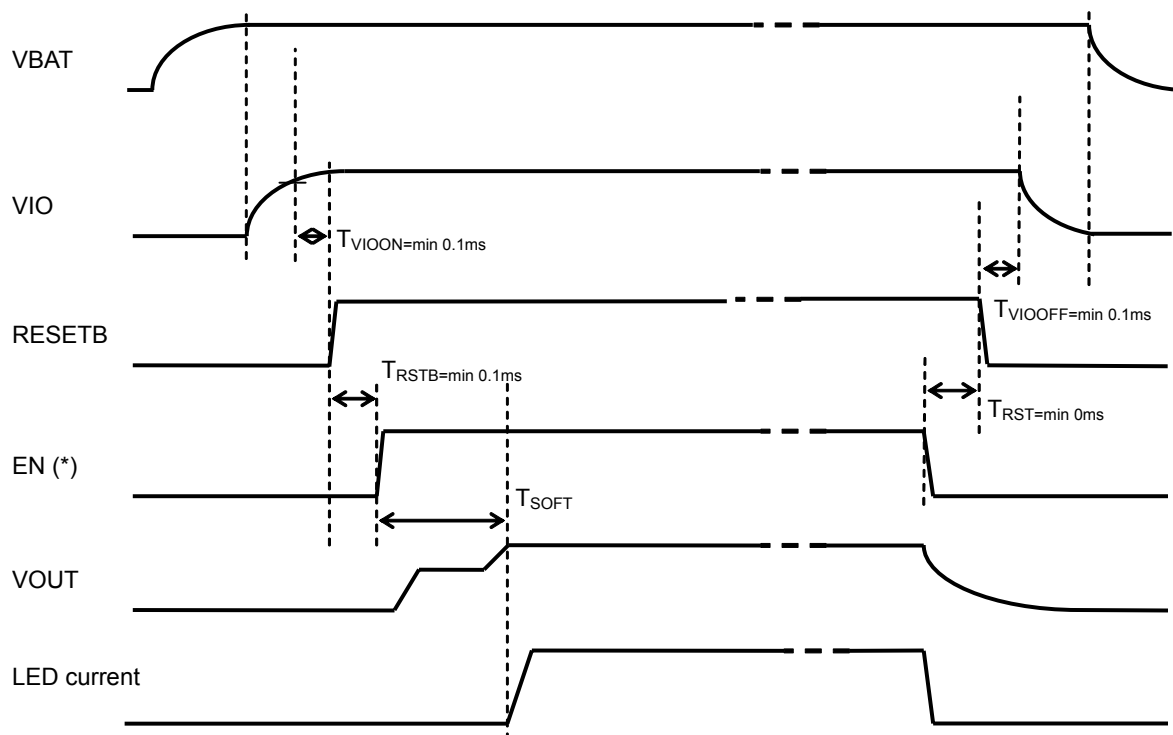 VBAT
VIO
TVIOON=min 0.1ms
TVIOOFF=min 0.1ms
RESETB
TRSTB=min 0.1ms
TRST=min 0ms
EN (*)
TSOFT
VOUT
LED current